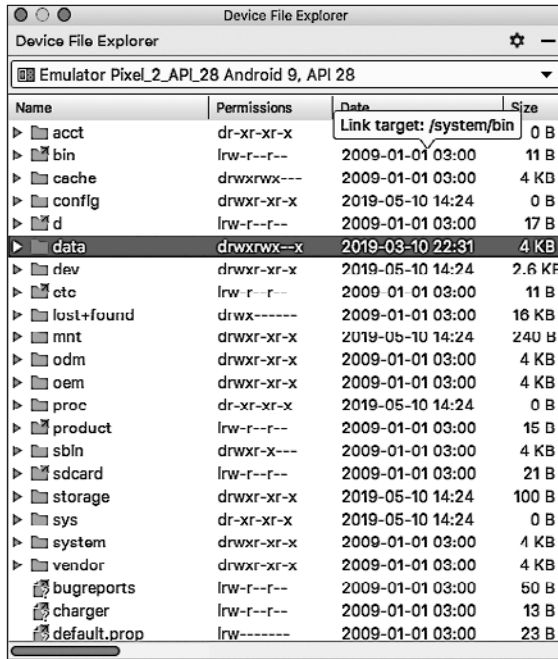 Device File Explorer
Device File Explorer
Emulator Pixel_2_API_28 Android 9, API 28
Name Permissions Date Size
Link target: /system/bin
acct dr-xr-xr-x 0 B
bin lrw-r--r-- 2009-01-01 03:00 11 B
cache drwxrwx--- 2009-01-01 03:00 4 KB
config drwxr-xr-x 2019-05-10 14:24 0 B
d lrw-r--r-- 2009-01-01 03:00 17 B
data drwxrwx--x 2019-03-10 22:31 4 KB
dev drwxr-xr-x 2019-05-10 14:24 2.6 KE
etc lrw-r--r-- 2009-01-01 03:00 11 B
lost+found drwx------ 2009-01-01 03:00 16 KB
mnt drwxr-xr-x 2019-05-10 14:24 240 B
odm drwxr-xr-x 2009-01-01 03:00 4 KB
oem drwxr-xr-x 2009-01-01 03:00 4 KB
proc dr-xr-xr-x 2019-05-10 14:24 0 B
product lrw-r--r-- 2009-01-01 03:00 15 B
sbin drwxr-x--- 2009-01-01 03:00 4 KB
sdcard lrw-r--r-- 2009-01-01 03:00 21 B
storage drwxr-xr-x 2019-05-10 14:24 100 B
sys dr-xr-xr-x 2019-05-10 14:24 0 B
system drwxr-xr-x 2009-01-01 03:00 4 KB
vendor drwxr-xr-x 2009-01-01 03:00 4 KB
bugreports lrw-r--r-- 2009-01-01 03:00 50 B
charger lrw-r--r-- 2009-01-01 03:00 13 B
default.prop lrw------- 2009-01-01 03:00 23 B